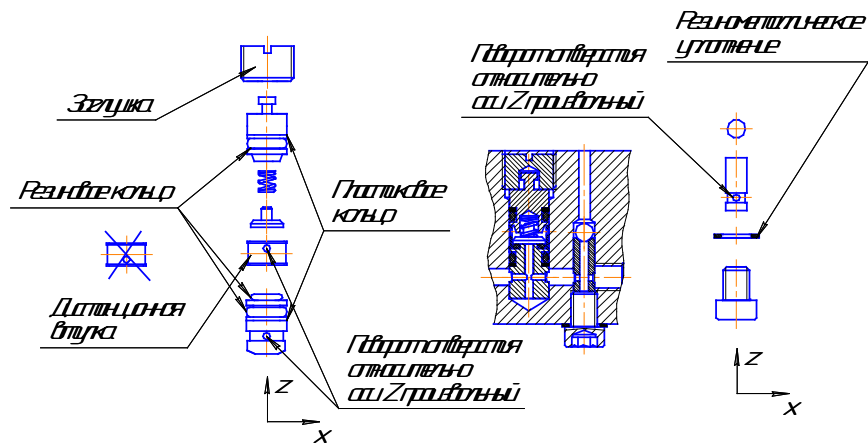 Заглушка
Резиновое кольцо
Дистанционная
втулка
Пластиковое
кольцо
Поворот отверстия
относительно
оси Z произвольный
Z
X
Поворот отверстия
относительно
оси Z произвольный
Резинометаллическое
уплотнение
Z
X